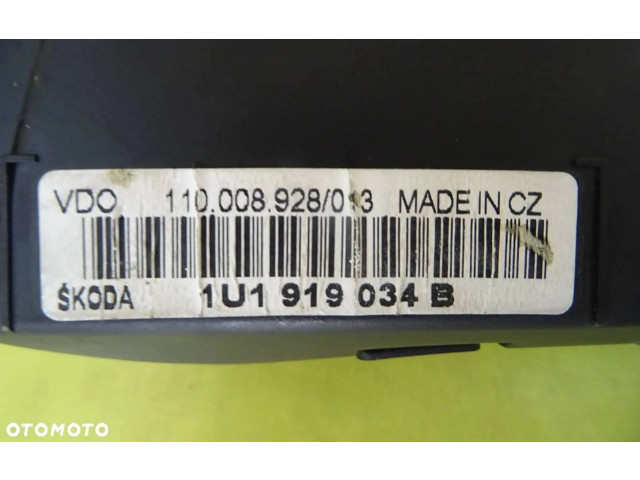 VDO 110.008.928/013 MADE IN CZ
ŠKODA 1U1 919 034 B
OTOMOTO